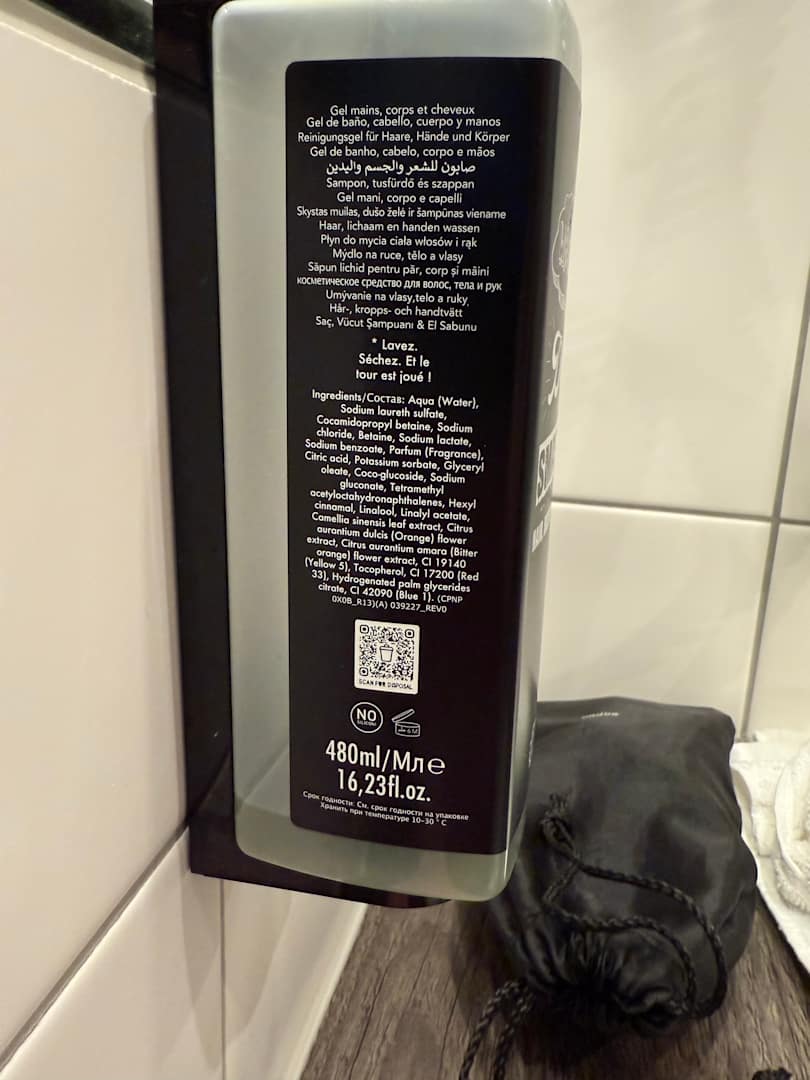 Gel mains, corps et cheveux
Gel de baño, cabello, cuerpo y manos
Reinigungsgel für Haare, Hände und Körper
Gel de banho, cabelo, corpo e mãos
صابون للشعر والجسم واليدين
Sampon, tusfürdő és szappan
Gel mani, corpo e capelli
Skystas muilas, dušo želė ir šampūnas viename
Haar, lichaam en handen wassen
Płyn do mycia ciała włosów i rąk
Mýdlo na ruce, tělo a vlasy
Săpun lichid pentru păr, corp și mâini
косметическое средство для волос, тела и рук
Umývanie na vlasy,telo a ruky
Hår-, kropps- och handtvätt
Saç, Vücut Şampuanı & El Sabunu
* Lavez.
Séchez. Et le
tour est joué !
Ingredients/Состав: Aqua (Water),
Sodium laureth sulfate,
Cocamidopropyl betaine, Sodium
chloride, Betaine, Sodium lactate,
Sodium benzoate, Parfum (Fragrance),
Citric acid, Potassium sorbate, Glyceryl
oleate, Coco-glucoside, Sodium
gluconate, Tetramethyl
acetyloctahydronaphthalenes, Hexyl
cinnamal, Linalool, Linalyl acetate,
Camellia sinensis leaf extract, Citrus
aurantium dulcis (Orange) flower
extract, Citrus aurantium amara (Bitter
orange) flower extract, CI 19140
(Yellow 5), Tocopherol, CI 17200 (Red
33), Hydrogenated palm glycerides
citrate, CI 42090 (Blue 1). (CPNP
0X0B_R13)(A) 039227_REV0
SCAN FOR DISPOSAL
NO
SILICONE
480ml/Мл℮
16,23fl.oz.
Срок годности: См. срок годности на упаковке
Хранить при температуре 10-30 ° C